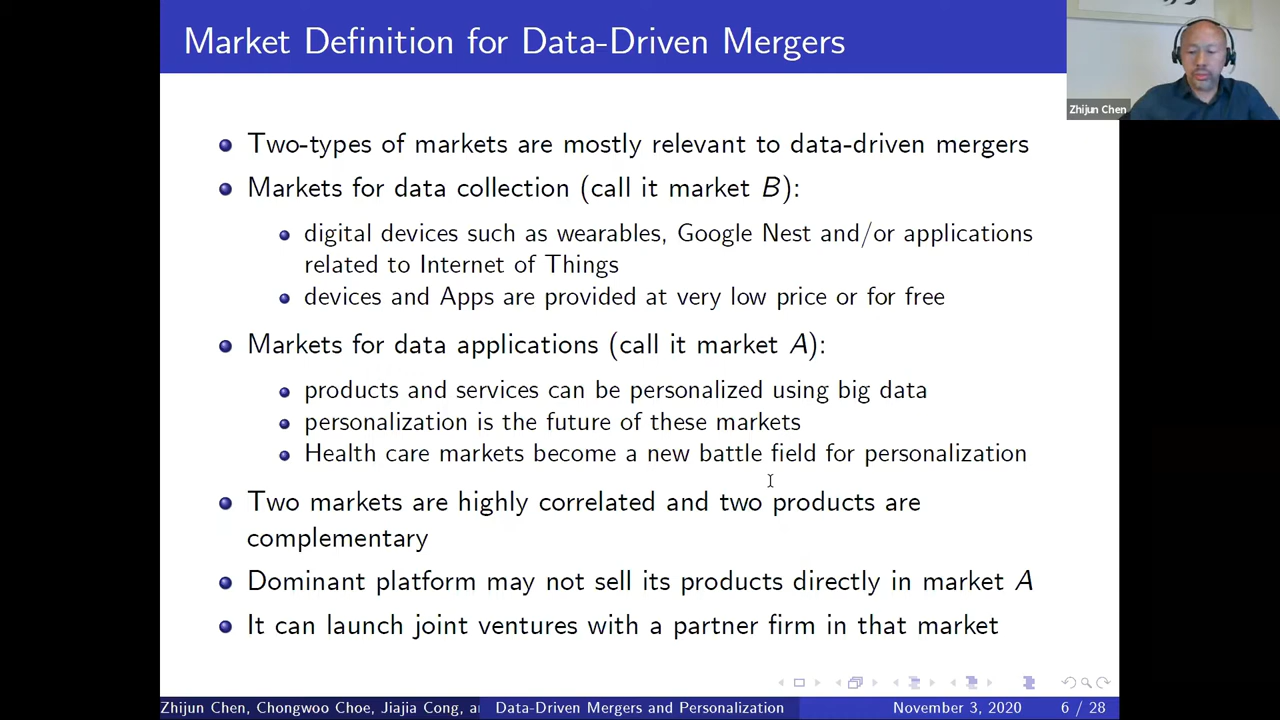 Market Definition for Data-Driven Mergers
Zhijun Chen
Two-types of markets are mostly relevant to data-driven mergers
Markets for data collection (call it market B):
digital devices such as wearables, Google Nest and/or applications
related to Internet of Things
devices and Apps are provided at very low price or for free
Markets for data applications (call it market A):
products and services can be personalized using big data
personalization is the future of these markets
Health care markets become a new battle field for personalization
Two markets are highly correlated and two products are
complementary
Dominant platform may not sell its products directly in market A
It can launch joint ventures with a partner firm in that market
Zhijun Chen, Chongwoo Choe, Jiajia Cong,
Data-Driven Mergers and Personalization
November 3, 2020
6 / 28